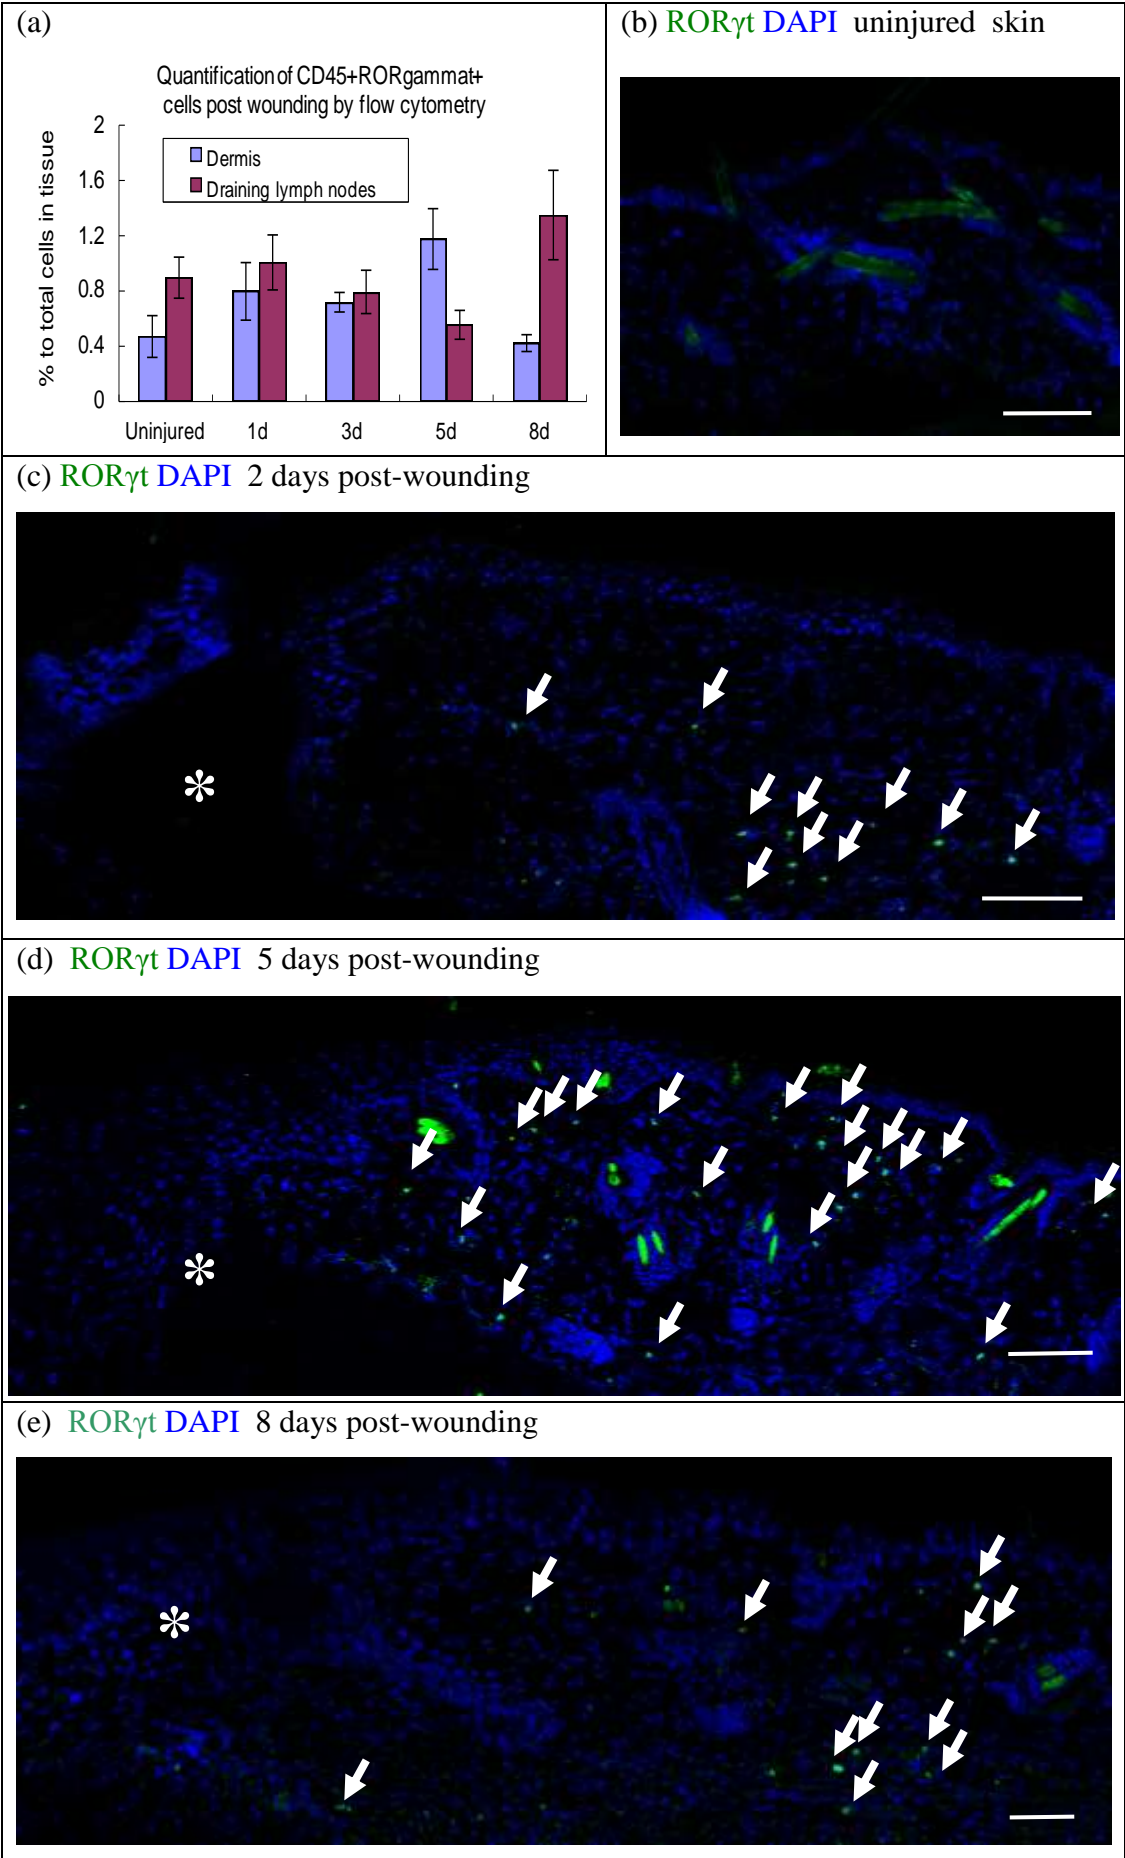 (a)
Quantification of CD45+RORgammat+
cells post wounding by flow cytometry
% to total cells in tissue
2
1.6
1.2
0.8
0.4
0
Dermis
Draining lymph nodes
Uninjured 1d 3d 5d 8d
(b) RORγt DAPI uninjured skin
(c) RORγt DAPI 2 days post-wounding
*
(d) RORγt DAPI 5 days post-wounding
*
(e) RORγt DAPI 8 days post-wounding
*